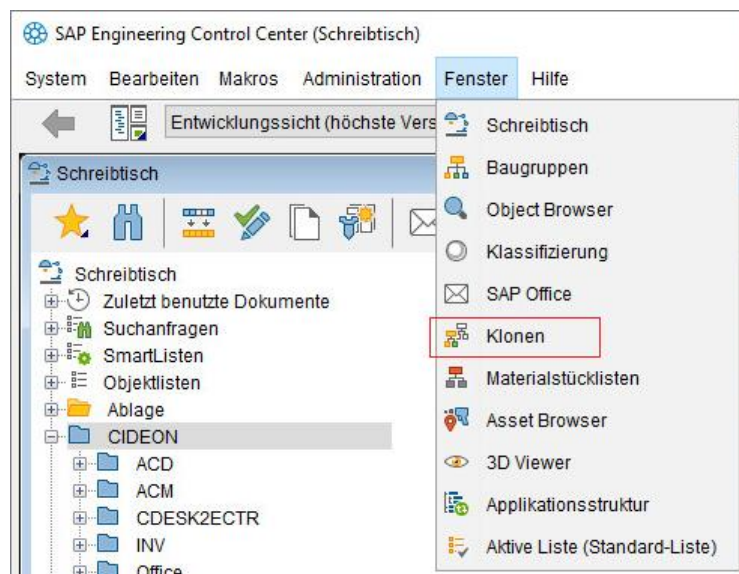 SAP Engineering Control Center (Schreibtisch)
System Bearbeiten Makros Administration Fenster Hilfe
Entwicklungssicht (höchste Vers
Schreibtisch
Schreibtisch
Zuletzt benutzte Dokumente
Suchanfragen
SmartListen
Objektlisten
Ablage
CIDEON
ACD
ACM
CDESK2ECTR
INV
Office
Schreibtisch
Baugruppen
Object Browser
Klassifizierung
SAP Office
Klonen
Materialstücklisten
Asset Browser
3D Viewer
Applikationsstruktur
Aktive Liste (Standard-Liste)